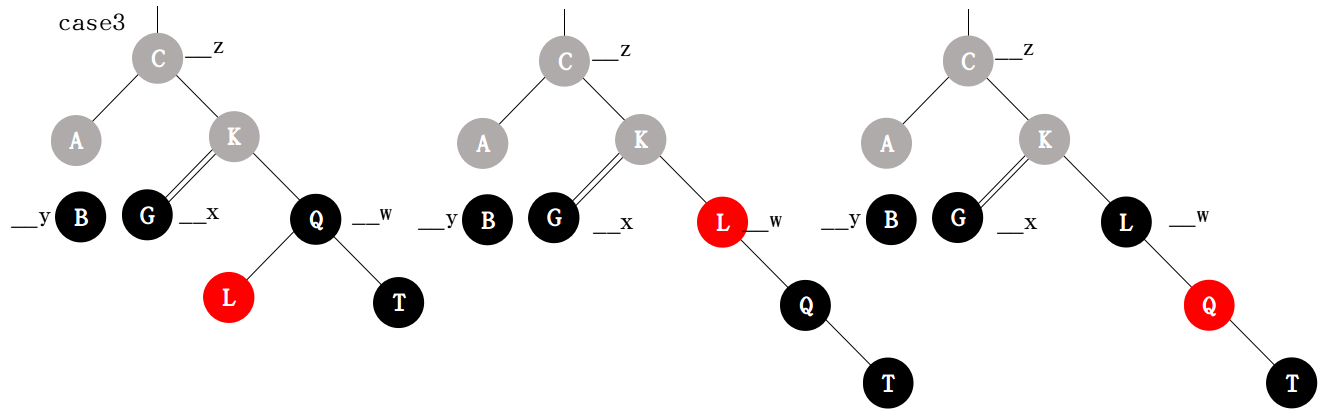 case3
C __z
A K
__y B G __x Q __w
L T
C __z
A K
__y B G __x L __w
Q
T
C __z
A K
__y B G __x L __w
Q
T